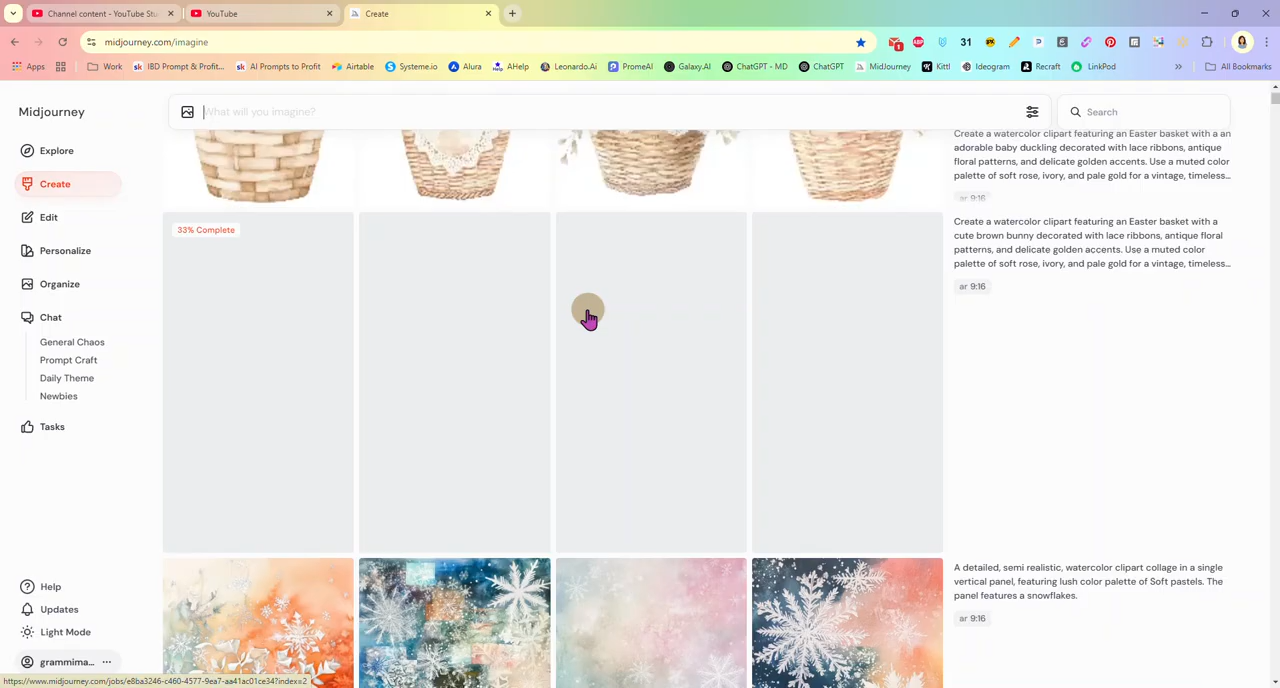 Channel content - YouTube Stu
YouTube
Create
midjourney.com/imagine
1
31
Apps
Work
IBD Prompt & Profit...
AI Prompts to Profit
Airtable
Systeme.io
Alura
AHelp
Leonardo.Ai
PromeAI
Galaxy.AI
ChatGPT - MD
ChatGPT
MidJourney
Kittl
Ideogram
Recraft
LinkPod
»
All Bookmarks
Midjourney
What will you imagine?
Search
Explore
Create
Edit
Personalize
Organize
Chat
General Chaos
Prompt Craft
Daily Theme
Newbies
Tasks
Help
Updates
Light Mode
grammima...
33% Complete
Create a watercolor clipart featuring an Easter basket with a an
adorable baby duckling decorated with lace ribbons, antique
floral patterns, and delicate golden accents. Use a muted color
palette of soft rose, ivory, and pale gold for a vintage, timeless...
ar 9:16
Create a watercolor clipart featuring an Easter basket with a
cute brown bunny decorated with lace ribbons, antique floral
patterns, and delicate golden accents. Use a muted color
palette of soft rose, ivory, and pale gold for a vintage, timeless...
ar 9:16
A detailed, semi realistic, watercolor clipart collage in a single
vertical panel, featuring lush color palette of Soft pastels. The
panel features a snowflakes.
ar 9:16
https://www.midjourney.com/jobs/e8ba3246-c460-4577-9ea7-aa41ac01ce34?index=2